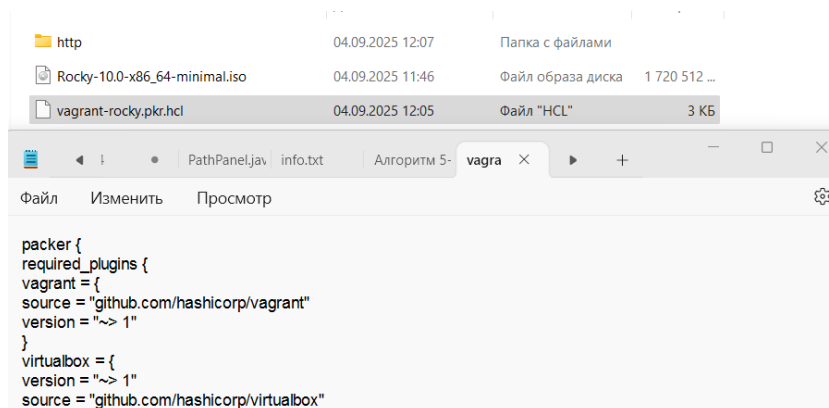 http 04.09.2025 12:07 Папка с файлами
Rocky-10.0-x86_64-minimal.iso 04.09.2025 11:46 Файл образа диска 1 720 512 ...
vagrant-rocky.pkr.hcl 04.09.2025 12:05 Файл "HCL" 3 КБ
PathPanel.jav info.txt Алгоритм 5- vagra
Файл Изменить Просмотр
packer {
required_plugins {
vagrant = {
source = "github.com/hashicorp/vagrant"
version = "~> 1"
}
virtualbox = {
version = "~> 1"
source = "github.com/hashicorp/virtualbox"